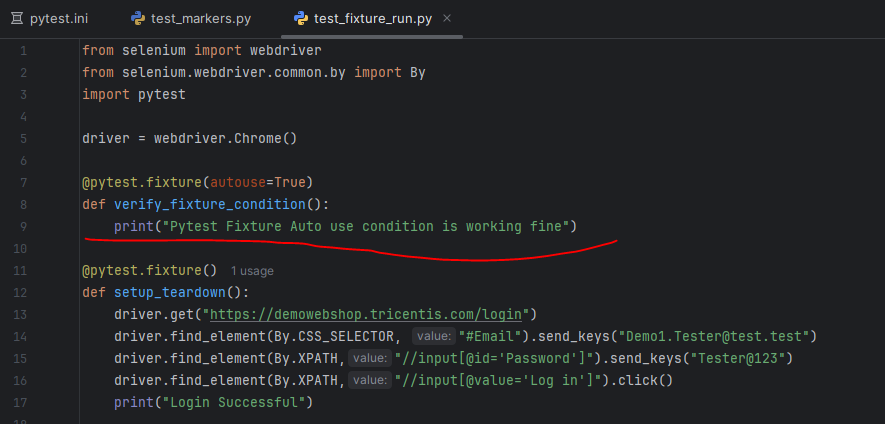 pytest.ini test_markers.py test_fixture_run.py
1 from selenium import webdriver
2 from selenium.webdriver.common.by import By
3 import pytest
4
5 driver = webdriver.Chrome()
6
7 @pytest.fixture(autouse=True)
8 def verify_fixture_condition():
9     print("Pytest Fixture Auto use condition is working fine")
10
11 @pytest.fixture() 1 usage
12 def setup_teardown():
13     driver.get("https://demowebshop.tricentis.com/login")
14     driver.find_element(By.CSS_SELECTOR, value: "#Email").send_keys("Demo1.Tester@test.test")
15     driver.find_element(By.XPATH, value: "//input[@id='Password']").send_keys("Tester@123")
16     driver.find_element(By.XPATH, value: "//input[@value='Log in']").click()
17     print("Login Successful")